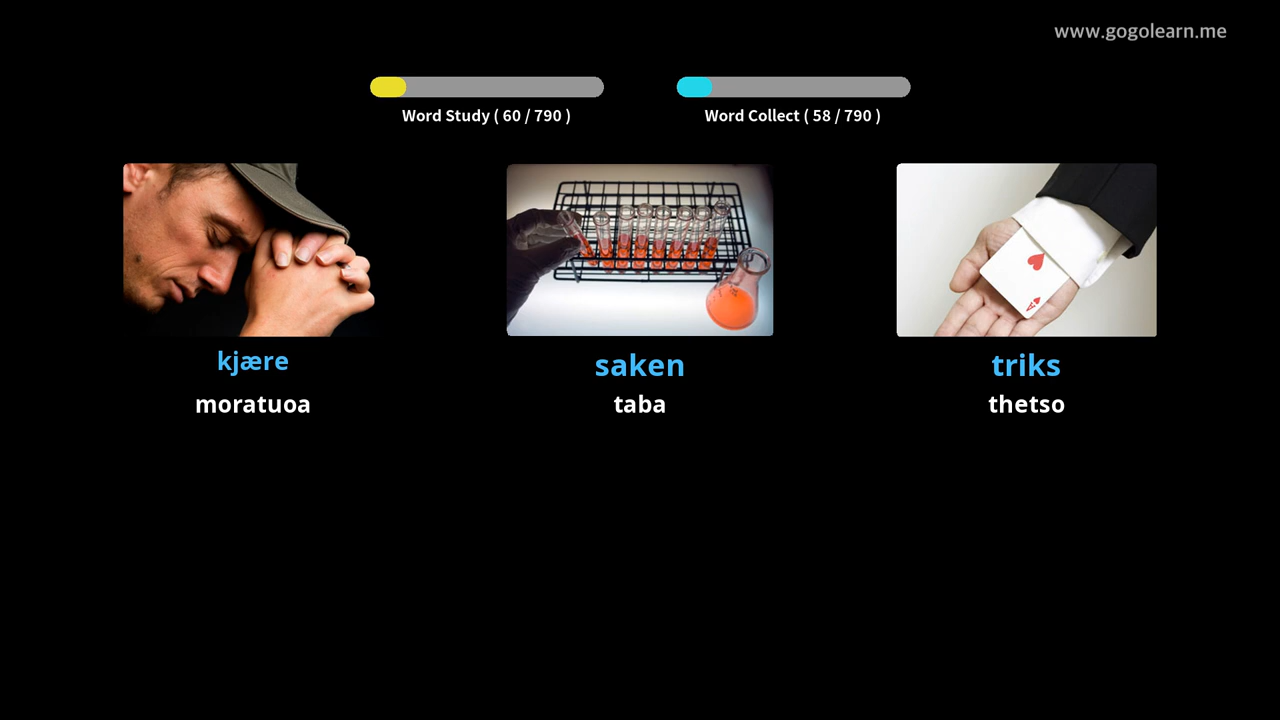 www.gogolearn.me
Word Study ( 60 / 790 )
Word Collect ( 58 / 790 )
kjære
moratuoa
saken
taba
triks
thetso